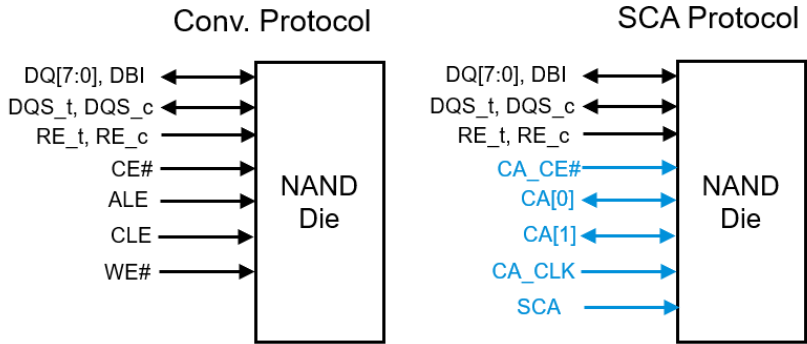 Conv. Protocol
DQ[7:0], DBI
DQS_t, DQS_c
RE_t, RE_c
CE#
ALE
CLE
WE#
NAND
Die
SCA Protocol
DQ[7:0], DBI
DQS_t, DQS_c
RE_t, RE_c
CA_CE#
CA[0]
CA[1]
CA_CLK
SCA
NAND
Die